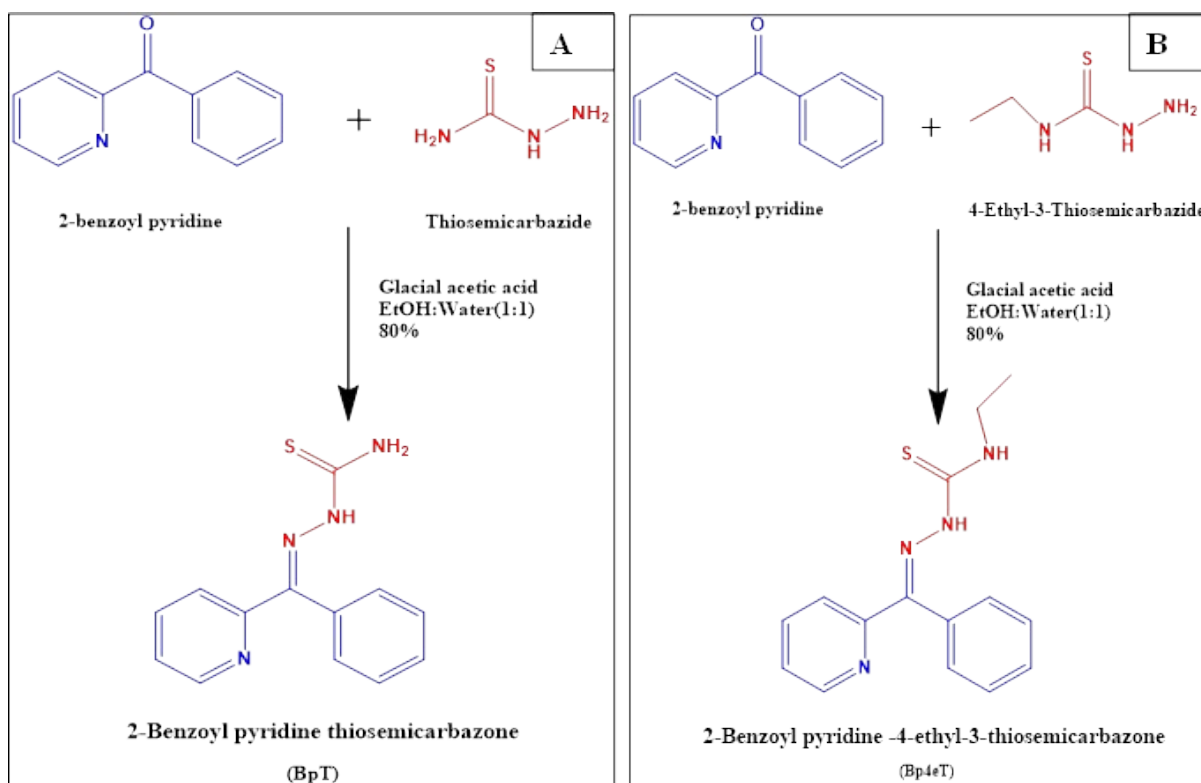 A
O
N
+
S
NH2
N
H
NH2
2-benzoyl pyridine
Thiosemicarbazide
Glacial acetic acid
EtOH:Water(1:1)
80%
S
NH2
NH
N
N
2-Benzoyl pyridine thiosemicarbazone
(BpT)
B
O
N
+
S
N
H
N
H
NH2
2-benzoyl pyridine
4-Ethyl-3-Thiosemicarbazide
Glacial acetic acid
EtOH:Water(1:1)
80%
S
NH
NH
N
N
2-Benzoyl pyridine -4-ethyl-3-thiosemicarbazone
(Bp4eT)